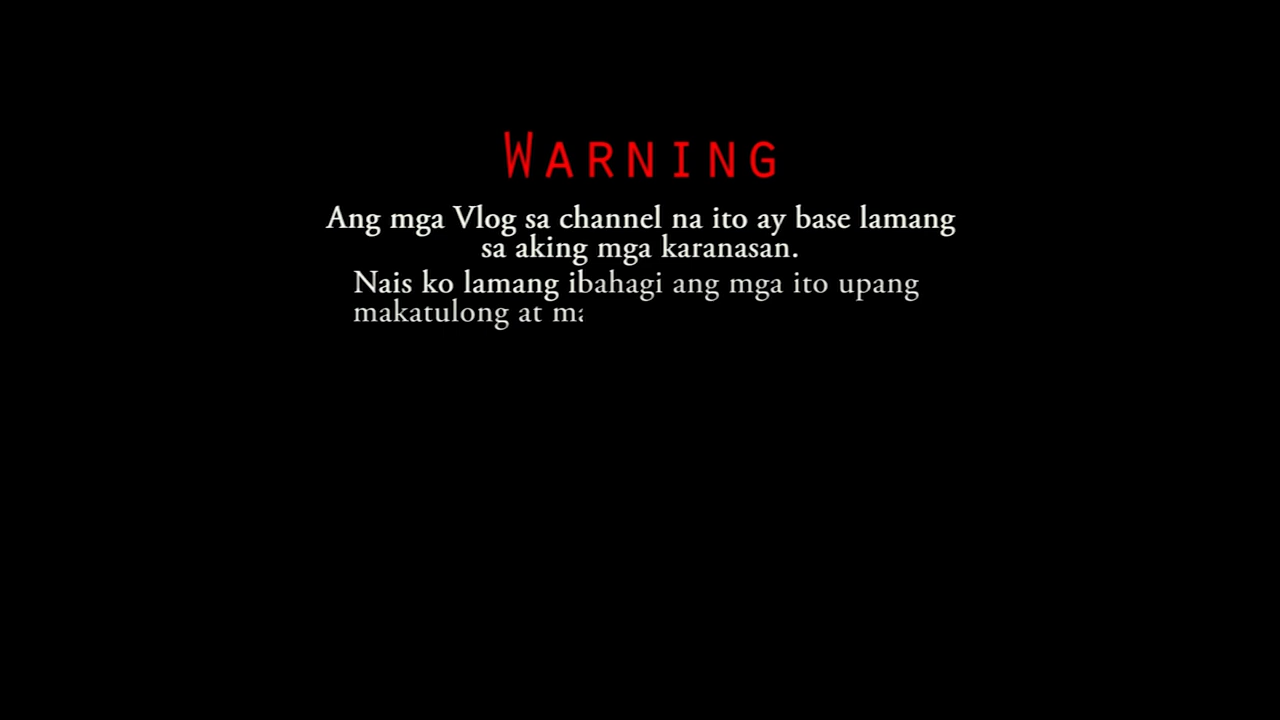 WARNING
Ang mga Vlog sa channel na ito ay base lamang
sa aking mga karanasan.
Nais ko lamang ibahagi ang mga ito upang
makatulong at